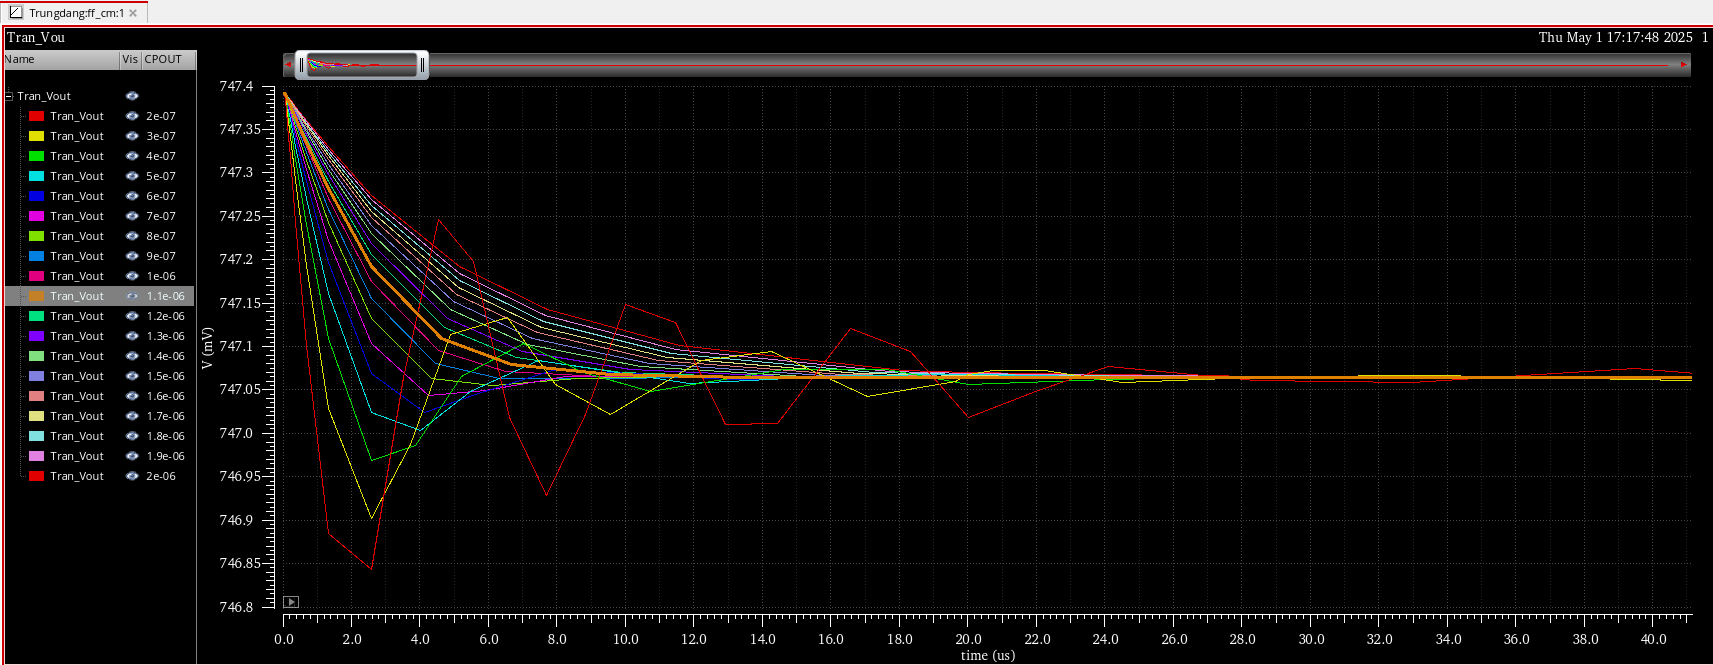 Trungdang:ff_cm:1
Tran_Vou
Thu May 1 17:17:48 2025 1
Name Vis CPOUT
Tran_Vout
Tran_Vout 2e-07
Tran_Vout 3e-07
Tran_Vout 4e-07
Tran_Vout 5e-07
Tran_Vout 6e-07
Tran_Vout 7e-07
Tran_Vout 8e-07
Tran_Vout 9e-07
Tran_Vout 1e-06
Tran_Vout 1.1e-06
Tran_Vout 1.2e-06
Tran_Vout 1.3e-06
Tran_Vout 1.4e-06
Tran_Vout 1.5e-06
Tran_Vout 1.6e-06
Tran_Vout 1.7e-06
Tran_Vout 1.8e-06
Tran_Vout 1.9e-06
Tran_Vout 2e-06
V (mV)
747.4
747.35
747.3
747.25
747.2
747.15
747.1
747.05
747.0
746.95
746.9
746.85
746.8
0.0 2.0 4.0 6.0 8.0 10.0 12.0 14.0 16.0 18.0 20.0 22.0 24.0 26.0 28.0 30.0 32.0 34.0 36.0 38.0 40.0
time (us)